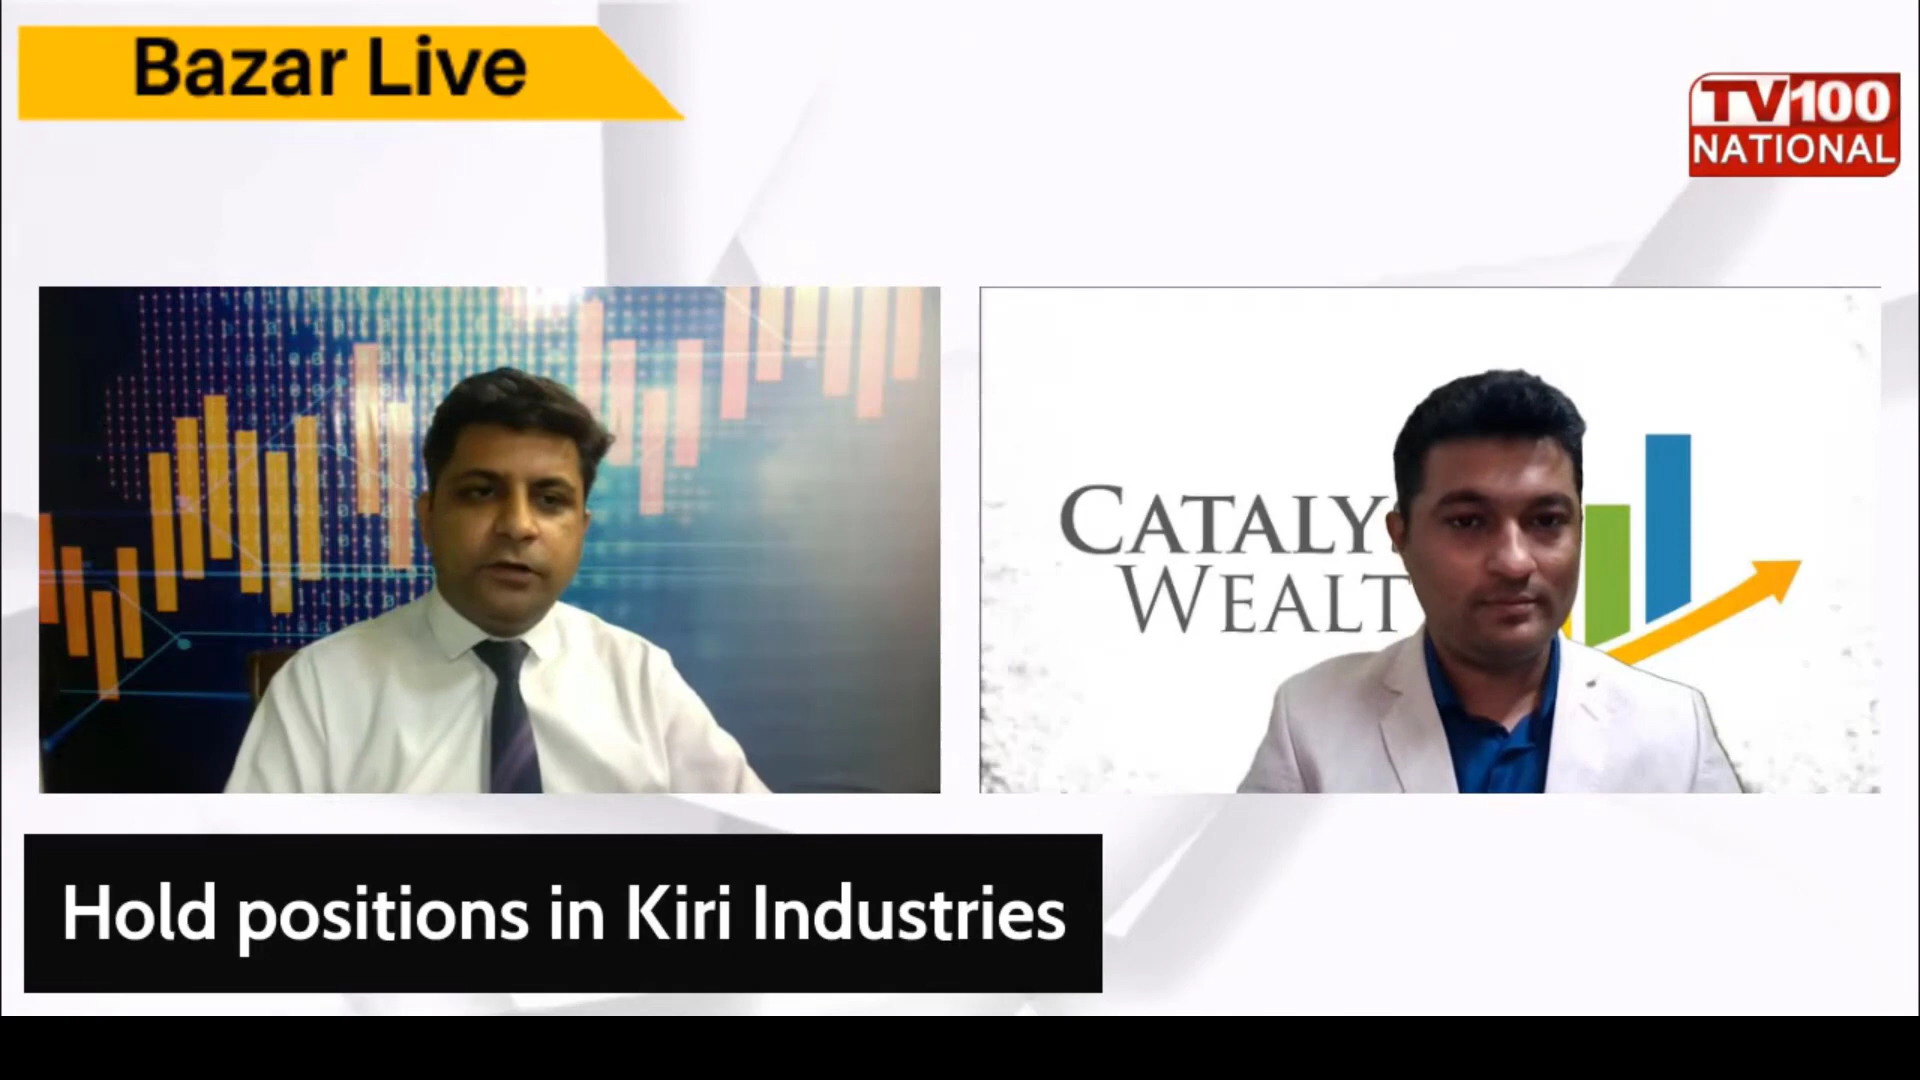 Bazar Live
TV100
NATIONAL
CATALY
WEALT
Hold positions in Kiri Industries